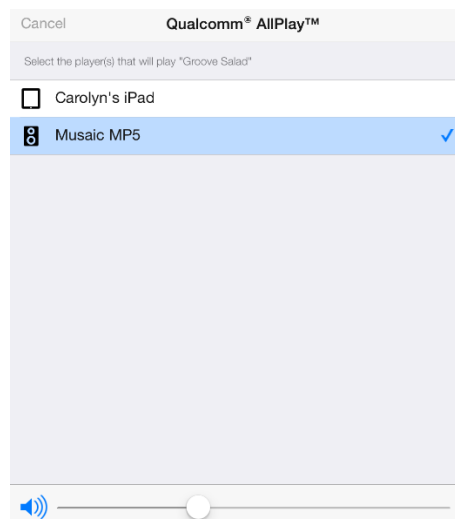 Cancel Qualcomm® AllPlay™
Select the player(s) that will play "Groove Salad"
Carolyn's iPad
Musaic MP5